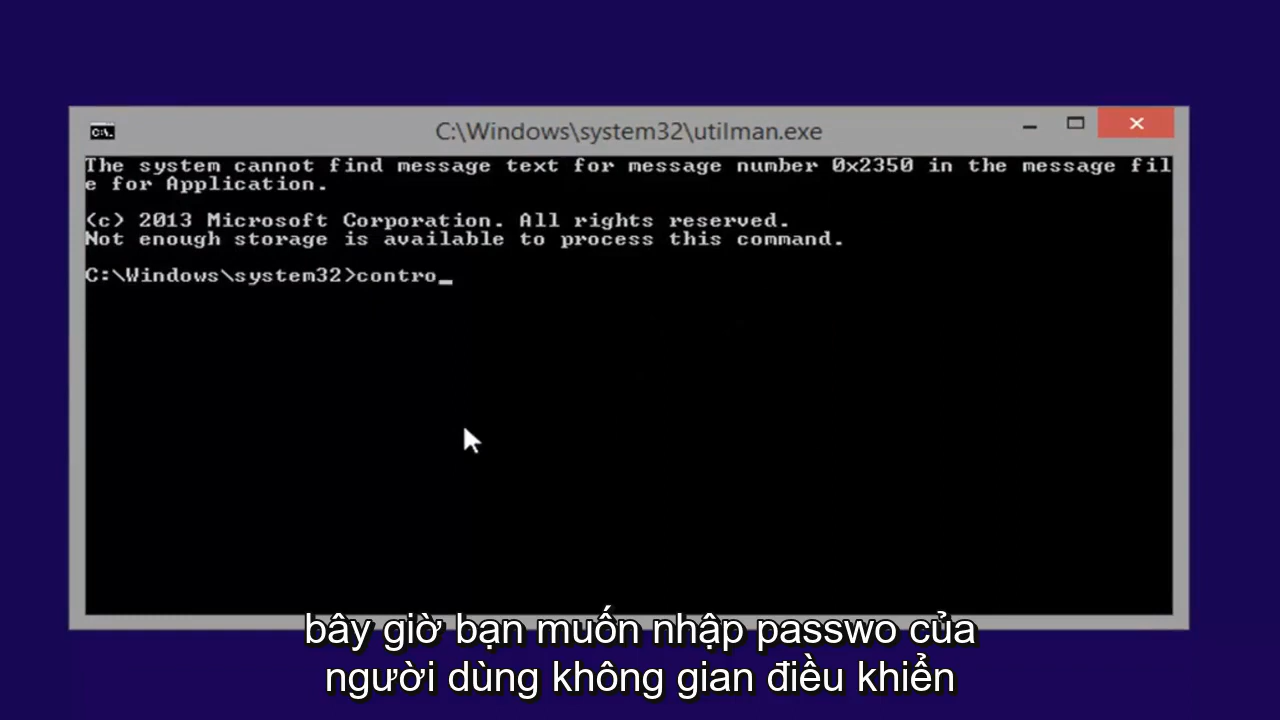 C:\Windows\system32\utilman.exe
The system cannot find message text for message number 0x2350 in the message fil
e for Application.
(c) 2013 Microsoft Corporation. All rights reserved.
Not enough storage is available to process this command.
C:\Windows\system32>contro_
bây giờ bạn muốn nhập passwo của
người dùng không gian điều khiển